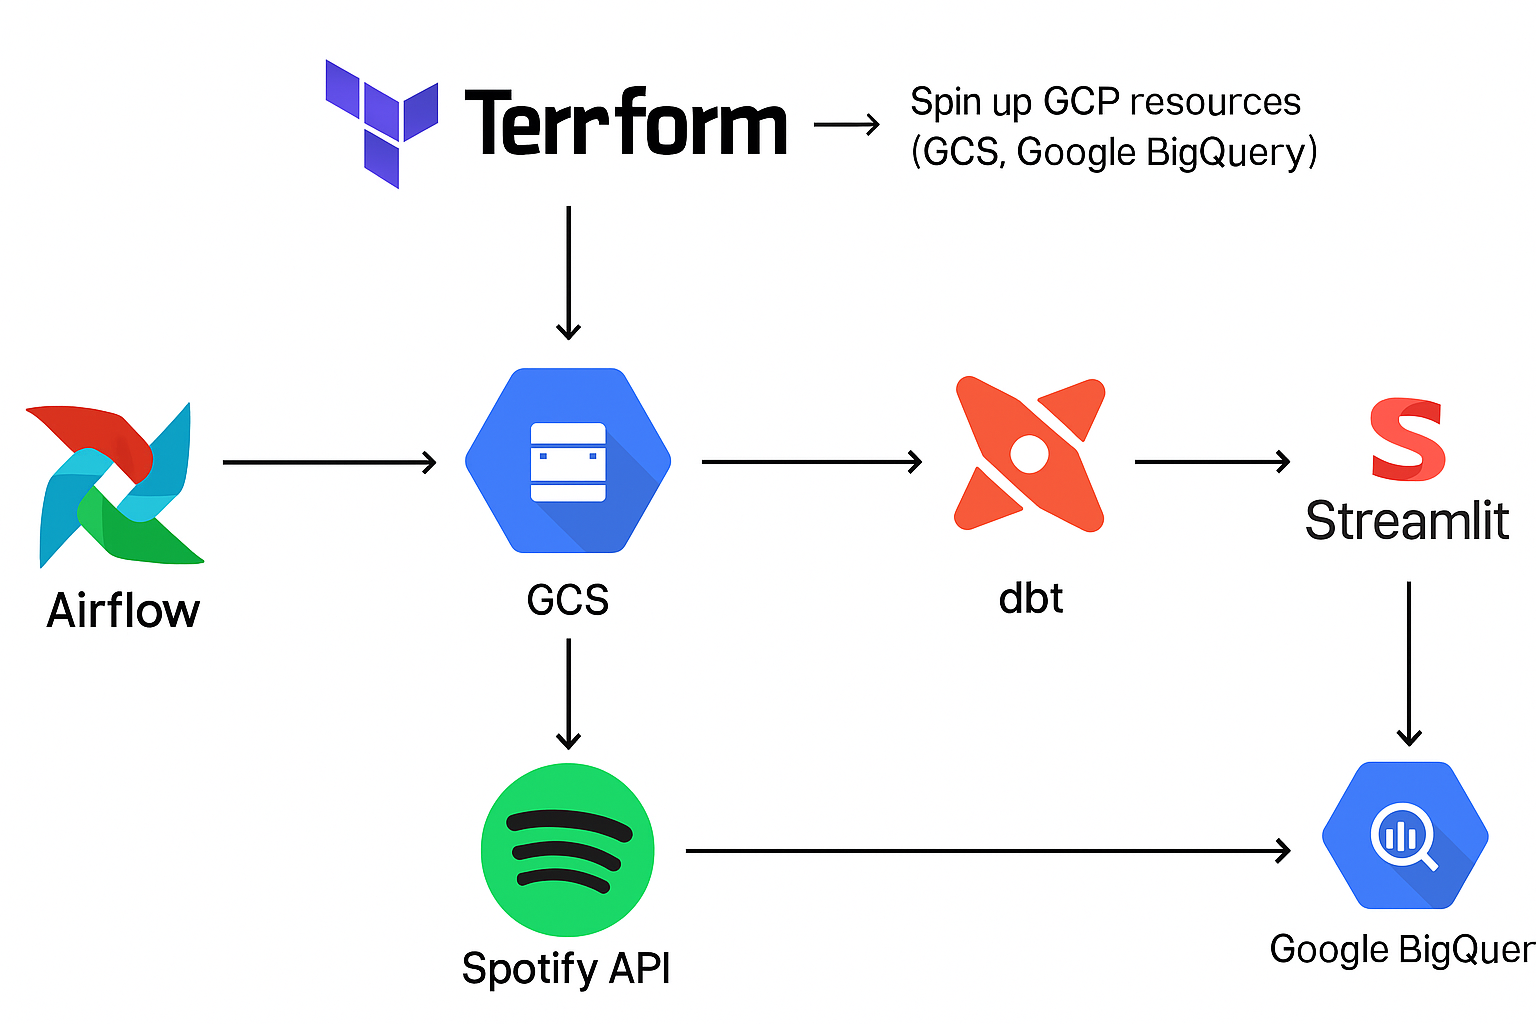 Terrform
Spin up GCP resources
(GCS, Google BigQuery)
Airflow
GCS
dbt
Streamlit
Spotify API
Google BigQuer